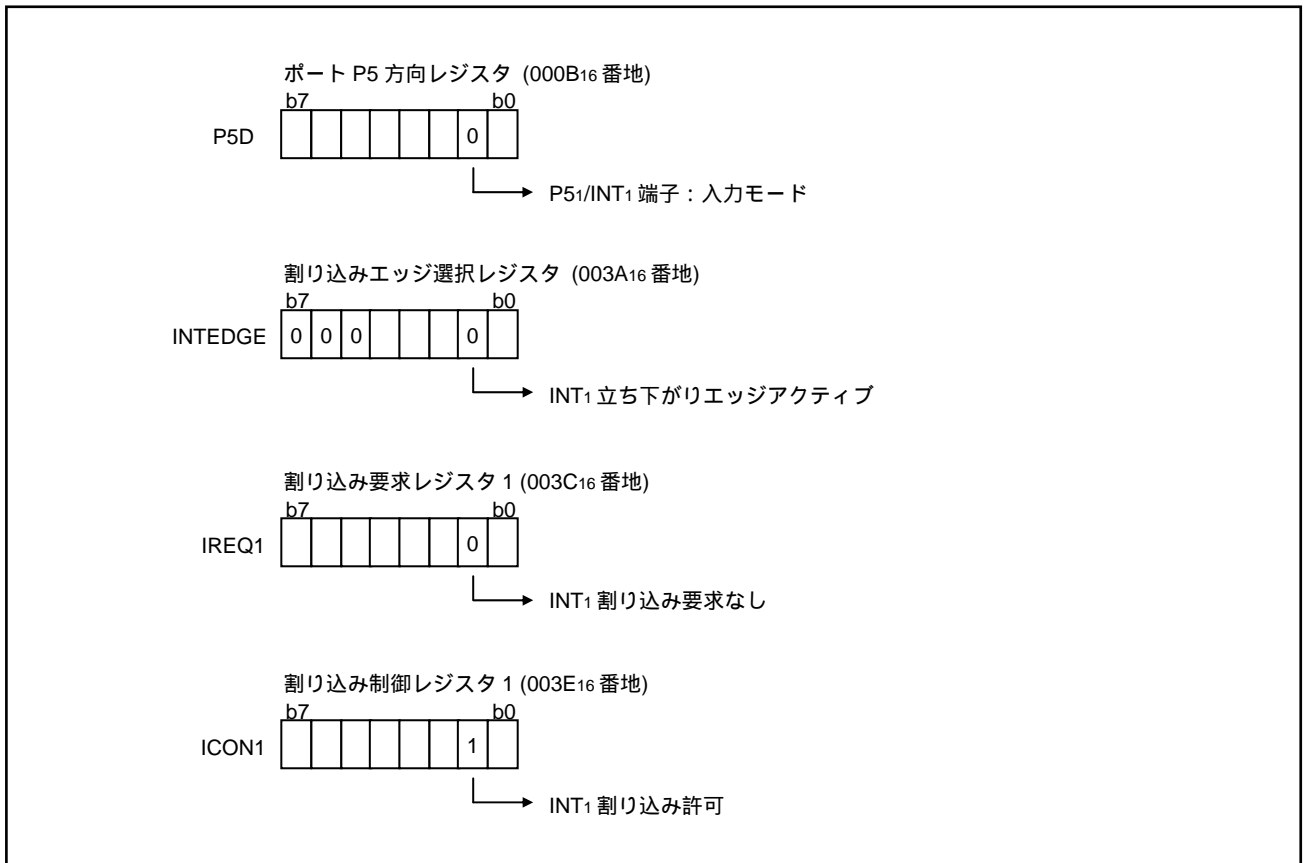 ポート P5 方向レジスタ (000B16 番地)
b7 b0
P5D 0
P51/INT1 端子：入力モード
割り込みエッジ選択レジスタ (003A16 番地)
b7 b0
INTEDGE 0 0 0 0
INT1 立ち下がりエッジアクティブ
割り込み要求レジスタ 1 (003C16 番地)
b7 b0
IREQ1 0
INT1 割り込み要求なし
割り込み制御レジスタ 1 (003E16 番地)
b7 b0
ICON1 1
INT1 割り込み許可